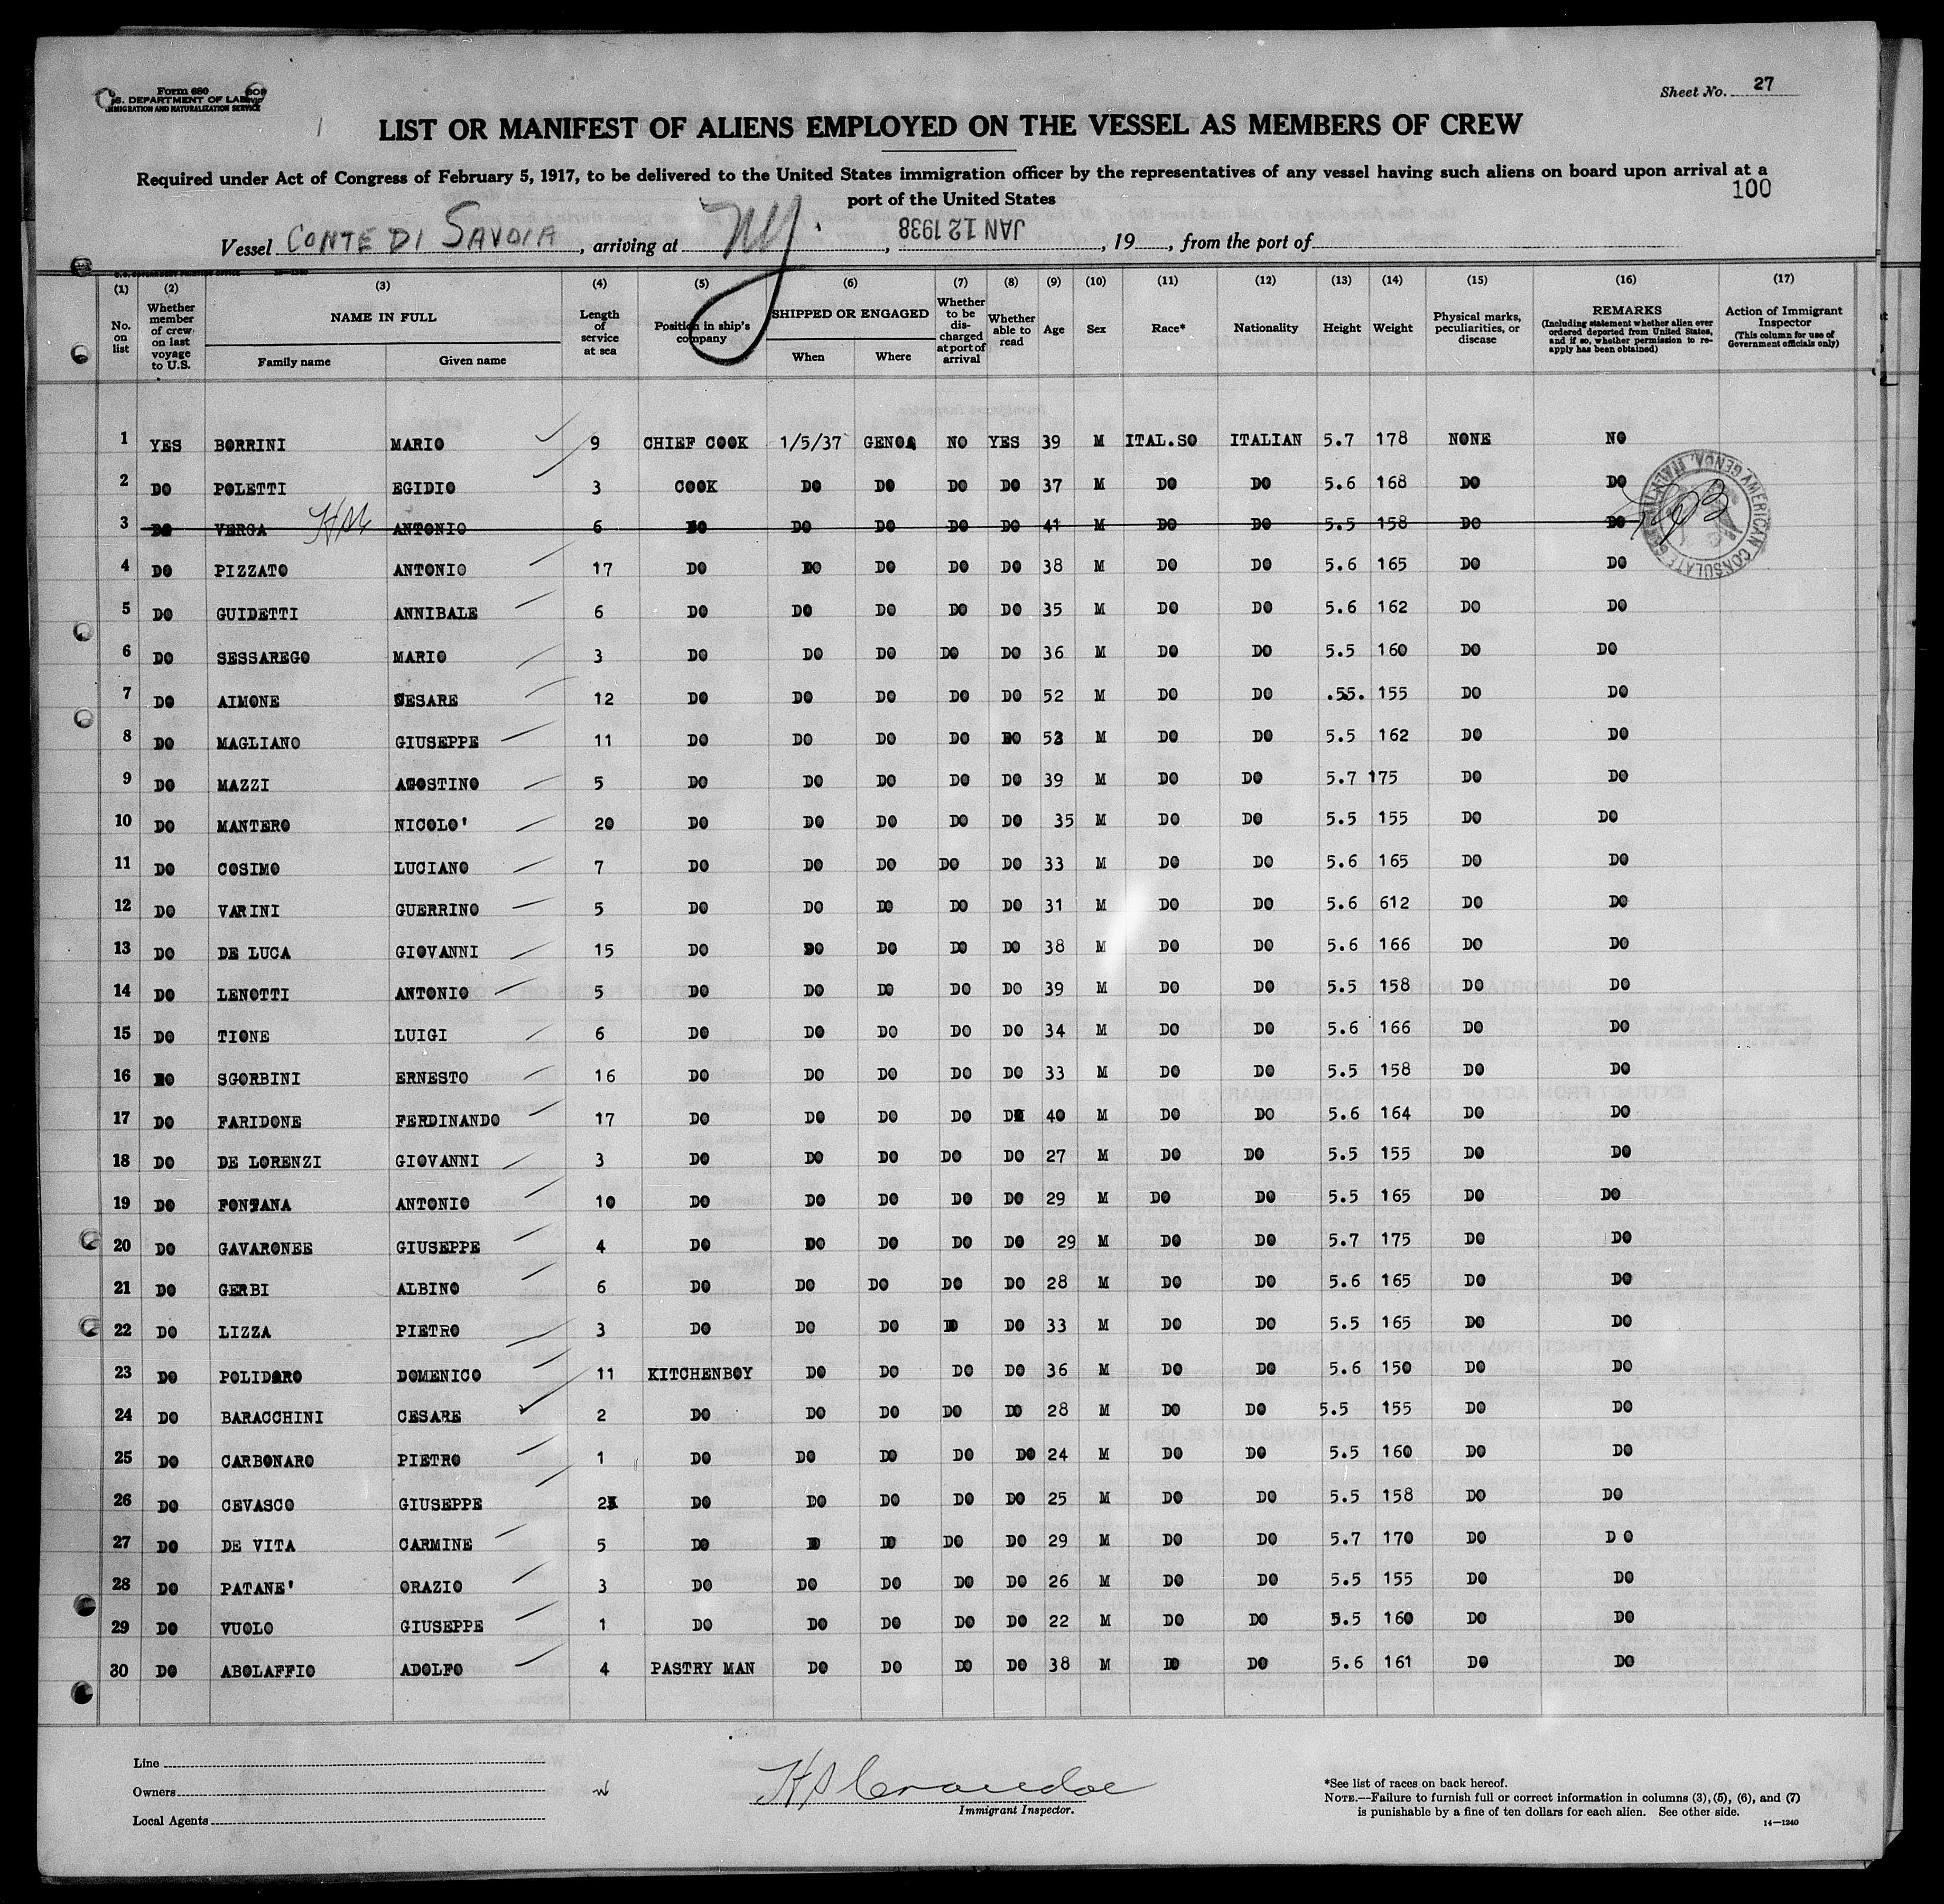 Form 680
U.S. DEPARTMENT OF LABOR
IMMIGRATION AND NATURALIZATION SERVICE
Sheet No. 27
LIST OR MANIFEST OF ALIENS EMPLOYED ON THE VESSEL AS MEMBERS OF CREW
Required under Act of Congress of February 5, 1917, to be delivered to the United States immigration officer by the representatives of any vessel having such aliens on board upon arrival at a
port of the United States
100
Vessel CONTE DI SAVOIA, arriving at NY, JAN 12 1938, 19, from the port of
(1) (2) (3) (4) (5) (6) (7) (8) (9) (10) (11) (12) (13) (14) (15) (16) (17)
No. on list
Whether member of crew on last voyage to U.S.
NAME IN FULL
Family name
Given name
Length of service at sea
Position in ship's company
SHIPPED OR ENGAGED
When
Where
Whether to be discharged at port of arrival
Whether able to read
Age
Sex
Race*
Nationality
Height
Weight
Physical marks, peculiarities, or disease
REMARKS
(Including statement whether alien ever ordered deported from United States, and if so, whether permission to reapply has been obtained)
Action of Immigrant Inspector
(This column for use of Government officials only)
1 YES BORRINI MARIO 9 CHIEF COOK 1/5/37 GENOA NO YES 39 M ITAL.SO ITALIAN 5.7 178 NONE NO
2 DO POLETTI EGIDIO 3 COOK DO DO DO DO 37 M DO DO 5.6 168 DO DO
3 DO VERGA ANTONIO 6 DO DO DO DO DO 41 M DO DO 5.5 158 DO DO
4 DO PIZZATO ANTONIO 17 DO DO DO DO DO 38 M DO DO 5.6 165 DO DO
5 DO GUIDETTI ANNIBALE 6 DO DO DO DO DO 35 M DO DO 5.6 162 DO DO
6 DO SESSAREGO MARIO 3 DO DO DO DO DO 36 M DO DO 5.5 160 DO DO
7 DO AIMONE CESARE 12 DO DO DO DO DO 52 M DO DO .55. 155 DO DO
8 DO MAGLIANO GIUSEPPE 11 DO DO DO DO DO 52 M DO DO 5.5 162 DO DO
9 DO MAZZI AGOSTINO 5 DO DO DO DO DO 39 M DO DO 5.7 175 DO DO
10 DO MANTERO NICOLO' 20 DO DO DO DO DO 35 M DO DO 5.5 155 DO DO
11 DO COSIMO LUCIANO 7 DO DO DO DO DO 33 M DO DO 5.6 165 DO DO
12 DO VARINI GUERRINO 5 DO DO DO DO DO 31 M DO DO 5.6 612 DO DO
13 DO DE LUCA GIOVANNI 15 DO DO DO DO DO 38 M DO DO 5.6 166 DO DO
14 DO LENOTTI ANTONIO 5 DO DO DO DO DO 39 M DO DO 5.5 158 DO DO
15 DO TIONE LUIGI 6 DO DO DO DO DO 34 M DO DO 5.6 166 DO DO
16 DO SGORBINI ERNESTO 16 DO DO DO DO DO 33 M DO DO 5.5 158 DO DO
17 DO FARIDONE FERDINANDO 17 DO DO DO DO DO 40 M DO DO 5.6 164 DO DO
18 DO DE LORENZI GIOVANNI 3 DO DO DO DO DO 27 M DO DO 5.5 155 DO DO
19 DO FONTANA ANTONIO 10 DO DO DO DO DO 29 M DO DO 5.5 165 DO DO
20 DO GAVARONEE GIUSEPPE 4 DO DO DO DO DO 29 M DO DO 5.7 175 DO DO
21 DO GERBI ALBINO 6 DO DO DO DO DO 28 M DO DO 5.6 165 DO DO
22 DO LIZZA PIETRO 3 DO DO DO DO DO 33 M DO DO 5.5 165 DO DO
23 DO POLIDORO DOMENICO 11 KITCHENBOY DO DO DO DO 36 M DO DO 5.6 150 DO DO
24 DO BARACCHINI CESARE 2 DO DO DO DO DO 28 M DO DO 5.5 155 DO DO
25 DO CARBONARO PIETRO 1 DO DO DO DO DO 24 M DO DO 5.5 160 DO DO
26 DO CEVASCO GIUSEPPE 2 DO DO DO DO DO 25 M DO DO 5.5 158 DO DO
27 DO DE VITA CARMINE 5 DO DO DO DO DO 29 M DO DO 5.7 170 DO DO
28 DO PATANE' ORAZIO 3 DO DO DO DO DO 26 M DO DO 5.5 155 DO DO
29 DO VUOLO GIUSEPPE 1 DO DO DO DO DO 22 M DO DO 5.5 160 DO DO
30 DO ABOLAFFIO ADOLFO 4 PASTRY MAN DO DO DO DO 38 M DO DO 5.6 161 DO DO
AMERICAN CONSULATE GENERAL GENOA, ITALY
Line
Owners
Local Agents
Immigrant Inspector.
*See list of races on back hereof.
NOTE.—Failure to furnish full or correct information in columns (3), (5), (6), and (7)
is punishable by a fine of ten dollars for each alien. See other side.
14—1240